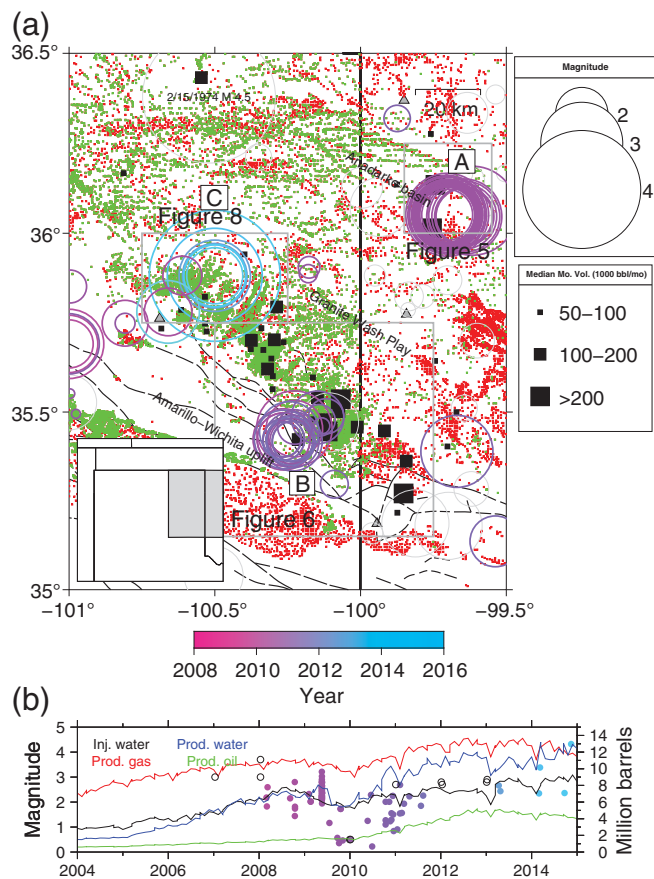 (a)
36.5°
36°
35.5°
35°
−101°
−100.5°
−100°
−99.5°
2/15/1974 M 4.5
20 km
Anadarko basin
A
C
Figure 8
Figure 5
Granite Wash Play
Amarillo−Wichita uplift
B
Figure 6
Magnitude
2
3
4
Median Mo. Vol. (1000 bbl/mo)
50−100
100−200
>200
2008 2010 2012 2014 2016
Year
(b)
Magnitude
5
4
3
2
1
0
Inj. water Prod. water
Prod. gas Prod. oil
14
12
10
8
6
4
2
0
Million barrels
2004 2006 2008 2010 2012 2014